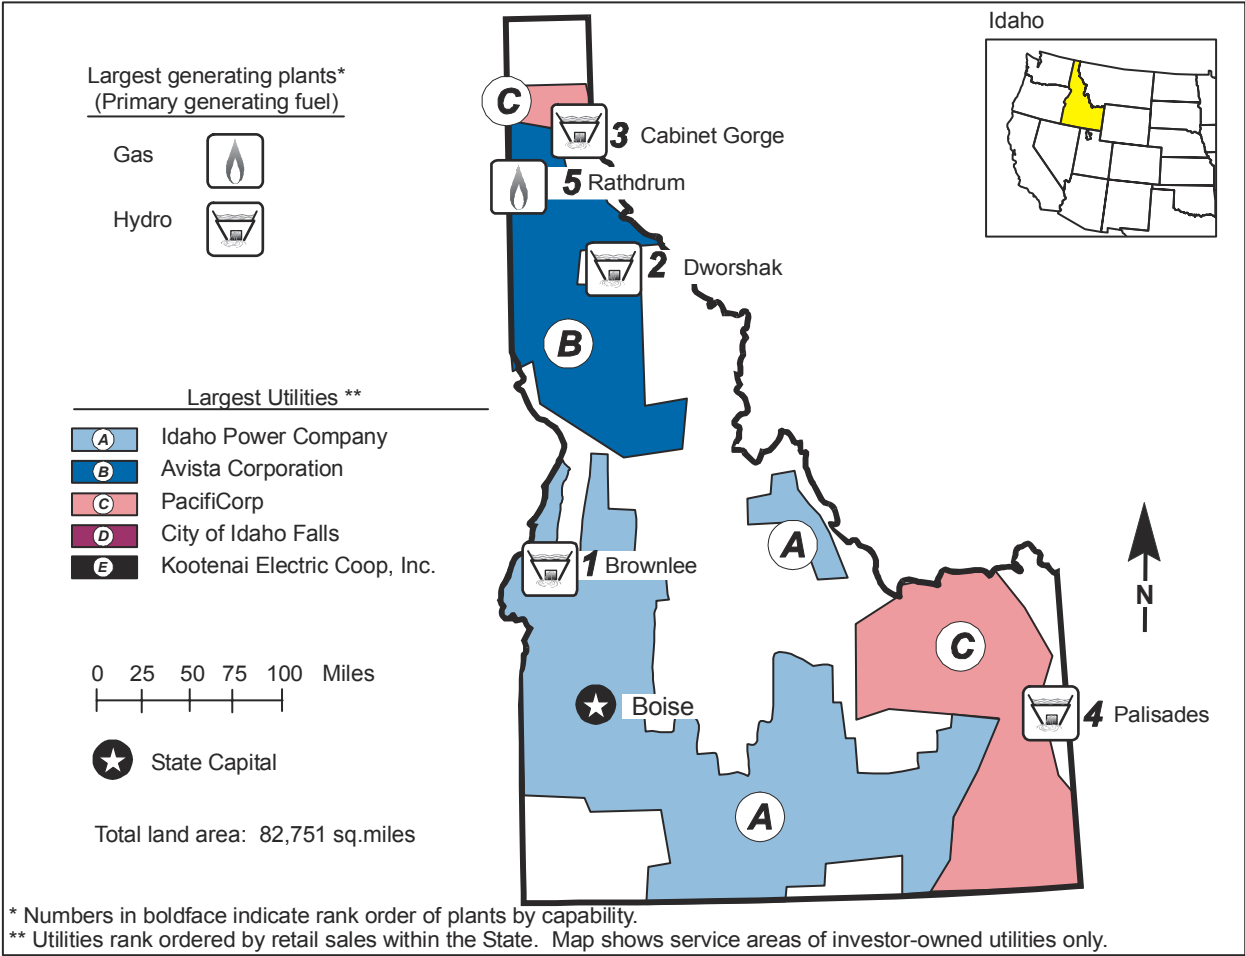 Idaho
Largest generating plants*
(Primary generating fuel)
Gas
Hydro
C
3 Cabinet Gorge
5 Rathdrum
2 Dworshak
B
Largest Utilities **
A Idaho Power Company
B Avista Corporation
C PacifiCorp
D City of Idaho Falls
E Kootenai Electric Coop, Inc.
A
1 Brownlee
N
C
0 25 50 75 100 Miles
Boise
4 Palisades
State Capital
A
Total land area: 82,751 sq.miles
* Numbers in boldface indicate rank order of plants by capability.
** Utilities rank ordered by retail sales within the State. Map shows service areas of investor-owned utilities only.